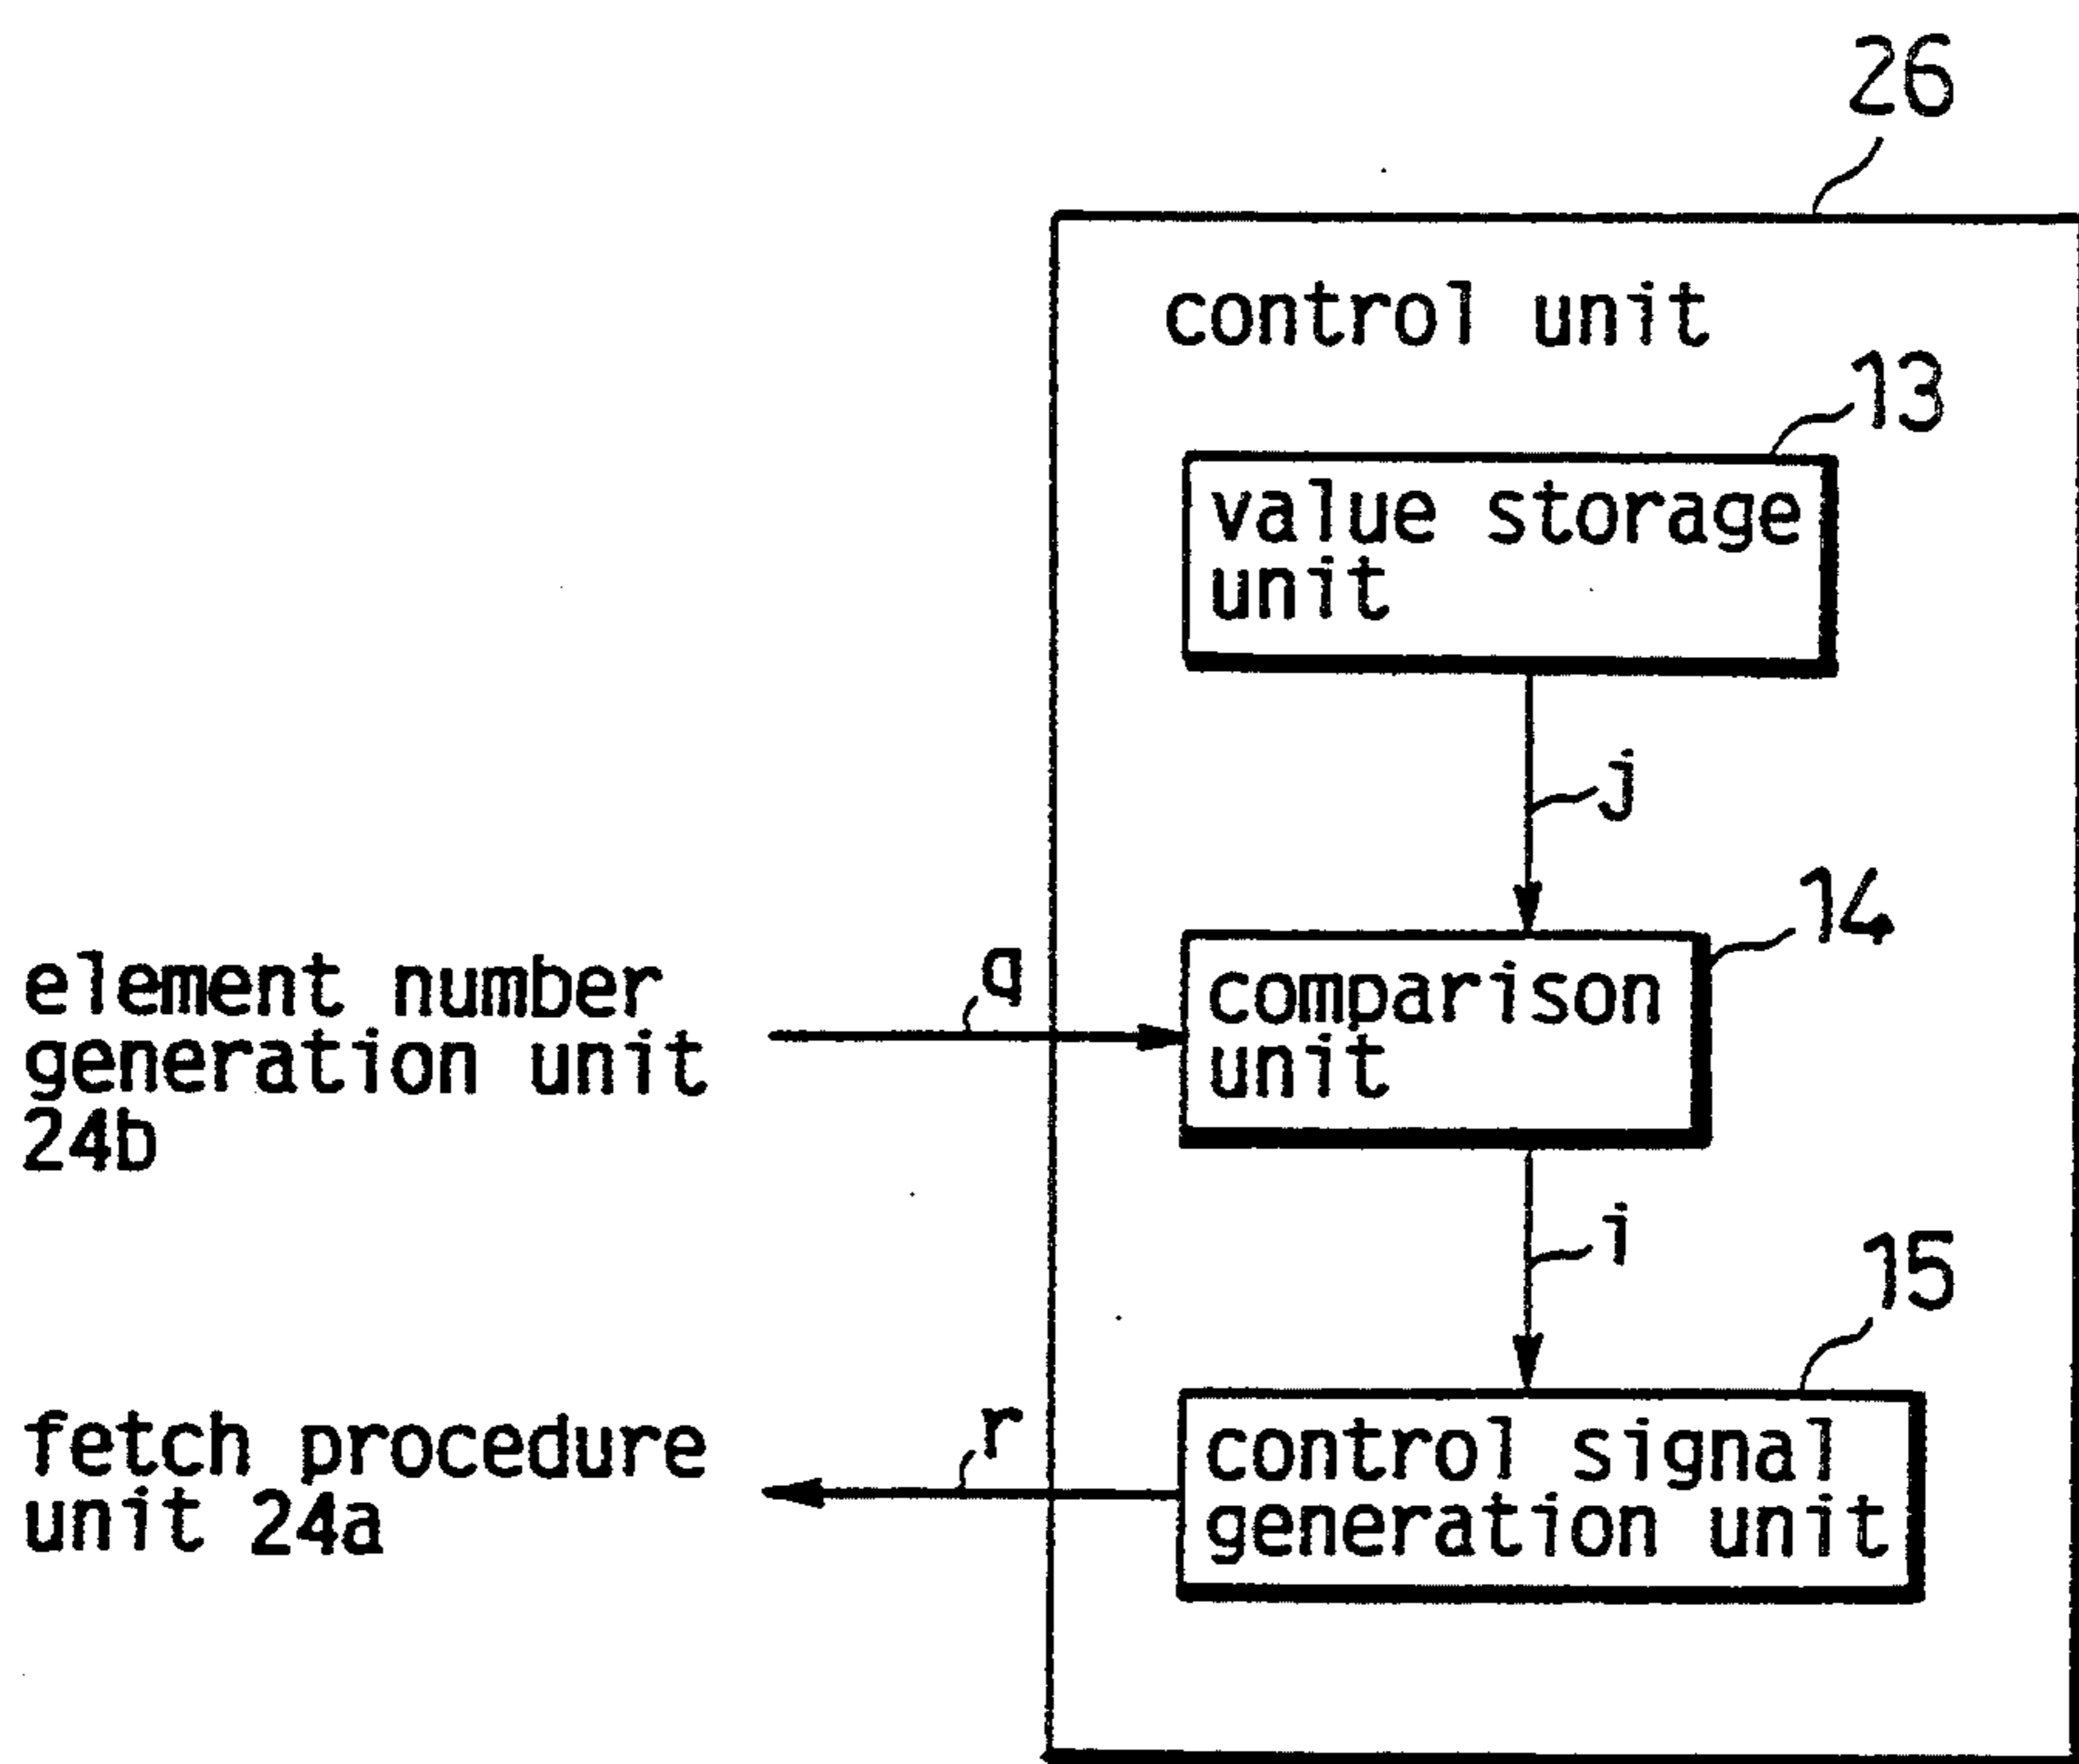 26
control unit
13
value storage
unit
j
14
element number
generation unit
24b
q
comparison
unit
i
15
fetch procedure
unit 24a
r
control signal
generation unit